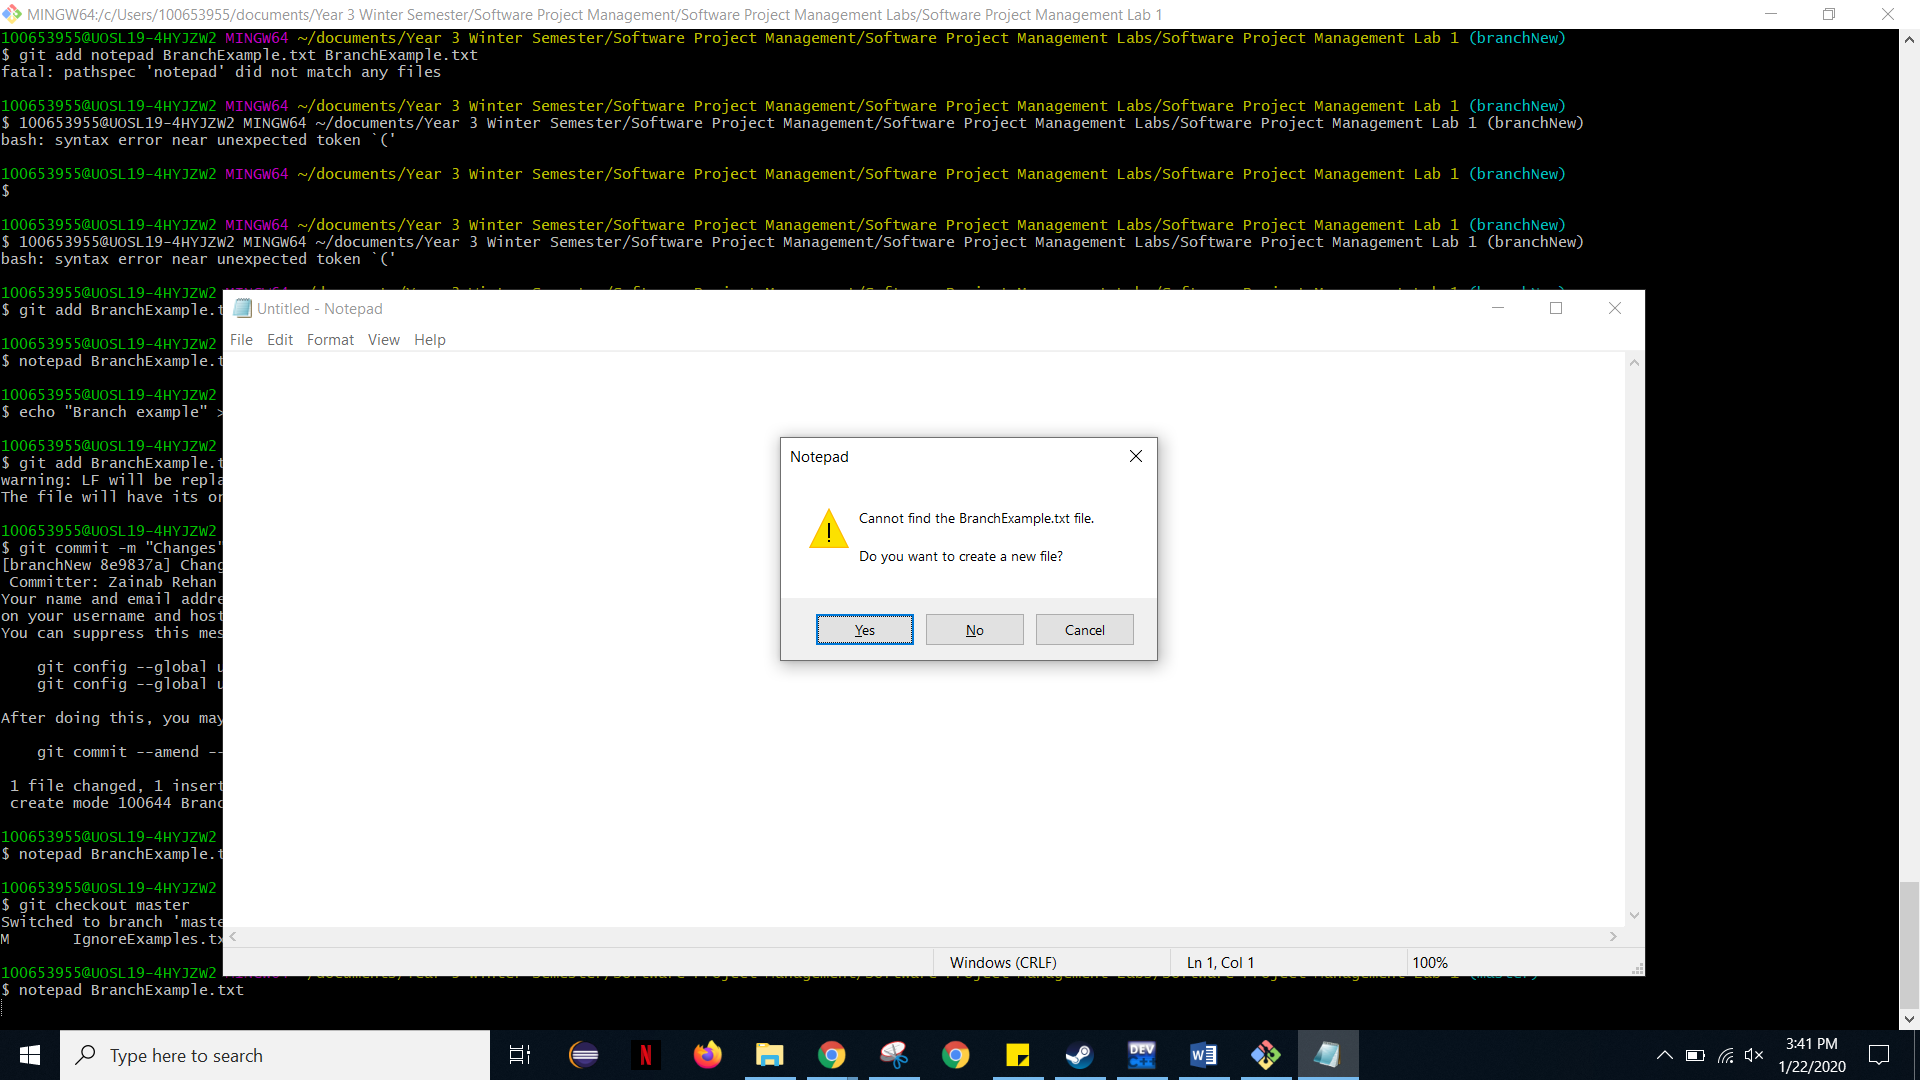 MINGW64:/c/Users/100653955/documents/Year 3 Winter Semester/Software Project Management/Software Project Management Labs/Software Project Management Lab 1
100653955@UOSL19-4HYJZW2 MINGW64 ~/documents/Year 3 Winter Semester/Software Project Management/Software Project Management Labs/Software Project Management Lab 1 (branchNew)
$ git add notepad BranchExample.txt BranchExample.txt
fatal: pathspec 'notepad' did not match any files
100653955@UOSL19-4HYJZW2 MINGW64 ~/documents/Year 3 Winter Semester/Software Project Management/Software Project Management Labs/Software Project Management Lab 1 (branchNew)
$ 100653955@UOSL19-4HYJZW2 MINGW64 ~/documents/Year 3 Winter Semester/Software Project Management/Software Project Management Labs/Software Project Management Lab 1 (branchNew)
bash: syntax error near unexpected token `('
100653955@UOSL19-4HYJZW2 MINGW64 ~/documents/Year 3 Winter Semester/Software Project Management/Software Project Management Labs/Software Project Management Lab 1 (branchNew)
$
100653955@UOSL19-4HYJZW2 MINGW64 ~/documents/Year 3 Winter Semester/Software Project Management/Software Project Management Labs/Software Project Management Lab 1 (branchNew)
$ 100653955@UOSL19-4HYJZW2 MINGW64 ~/documents/Year 3 Winter Semester/Software Project Management/Software Project Management Labs/Software Project Management Lab 1 (branchNew)
bash: syntax error near unexpected token `('
100653955@UOSL19-4HYJZW2
$ git add BranchExample.t
100653955@UOSL19-4HYJZW2
$ notepad BranchExample.t
100653955@UOSL19-4HYJZW2
$ echo "Branch example" >
100653955@UOSL19-4HYJZW2
$ git add BranchExample.t
warning: LF will be repla
The file will have its or
100653955@UOSL19-4HYJZW2
$ git commit -m "Changes"
[branchNew 8e9837a] Chang
Committer: Zainab Rehan
Your name and email addre
on your username and host
You can suppress this mes
git config --global u
git config --global u
After doing this, you may
git commit --amend --
1 file changed, 1 insert
create mode 100644 Branc
100653955@UOSL19-4HYJZW2
$ notepad BranchExample.t
100653955@UOSL19-4HYJZW2
$ git checkout master
Switched to branch 'maste
M IgnoreExamples.tx
100653955@UOSL19-4HYJZW2
$ notepad BranchExample.txt
Untitled - Notepad
File Edit Format View Help
Notepad
Cannot find the BranchExample.txt file.
Do you want to create a new file?
Yes No Cancel
Windows (CRLF) Ln 1, Col 1 100%
Type here to search
N
DEV
C++
W
3:41 PM
1/22/2020